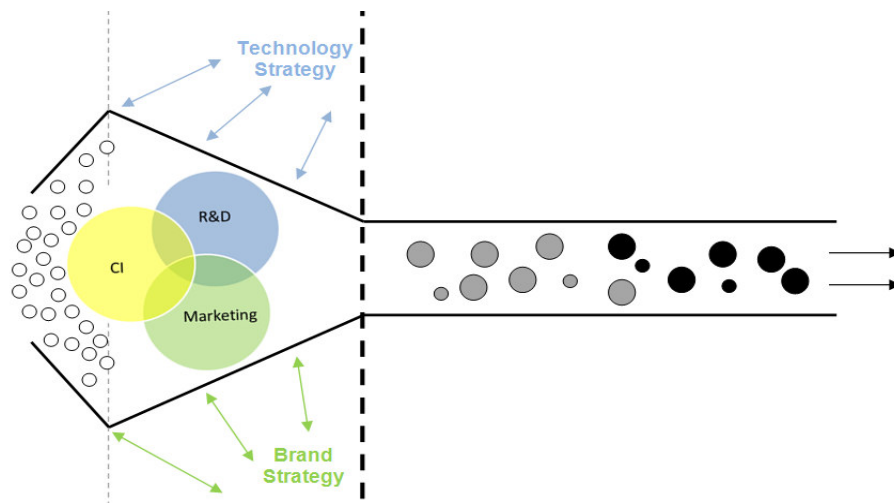 Technology
Strategy
R&D
CI
Marketing
Brand
Strategy